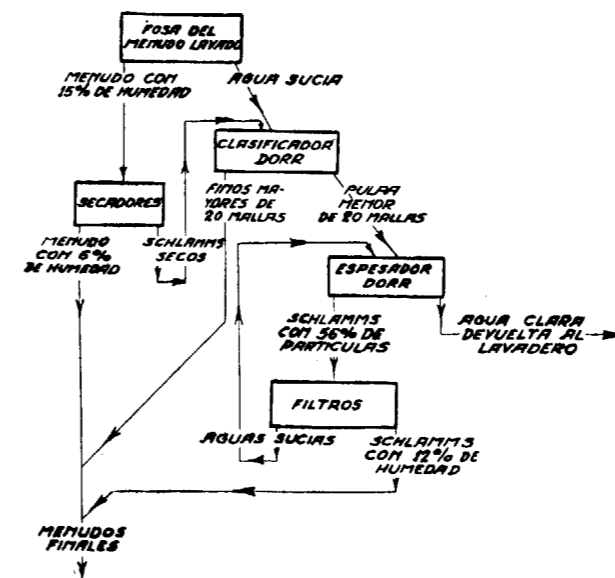 FOSA DEL
MENUDO LAVADO
MENUDO CON
15% DE HUMEDAD
AGUA SUCIA
CLASIFICADOR
DORR
SECADORES
FINOS MA-
YORES DE
20 MALLAS
PULPA
MENOR
DE 20 MALLAS
MENUDO
CON 6%
DE HUMEDAD
SCHLAMMS
SECOS
ESPESADOR
DORR
SCHLAMMS
CON 56% DE
PARTICULAS
AGUA CLARA
DEVUELTA AL
LAVADERO
FILTROS
AGUAS SUCIAS
SCHLAMMS
CON 12% DE
HUMEDAD
MENUDOS
FINALES